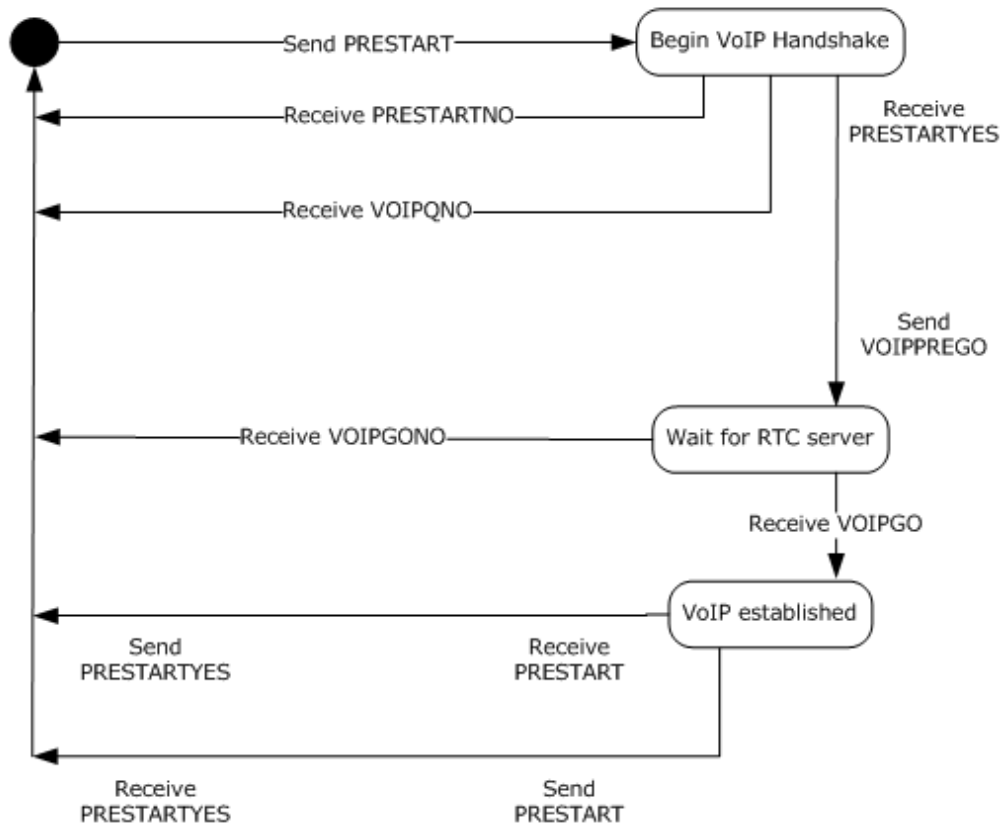 Send PRESTART
Begin VoIP Handshake
Receive PRESTARTNO
Receive
PRESTARTYES
Receive VOIPQNO
Send
VOIPPREGO
Receive VOIPGONO
Wait for RTC server
Receive VOIPGO
VoIP established
Send
PRESTARTYES
Receive
PRESTART
Receive
PRESTARTYES
Send
PRESTART